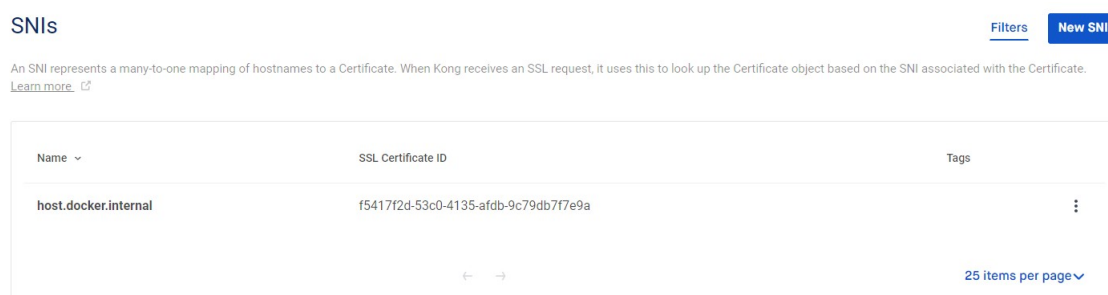 SNIs
Filters
New SNI
An SNI represents a many-to-one mapping of hostnames to a Certificate. When Kong receives an SSL request, it uses this to look up the Certificate object based on the SNI associated with the Certificate.
Learn more
Name SSL Certificate ID Tags
host.docker.internal f5417f2d-53c0-4135-afdb-9c79db7f7e9a
25 items per page